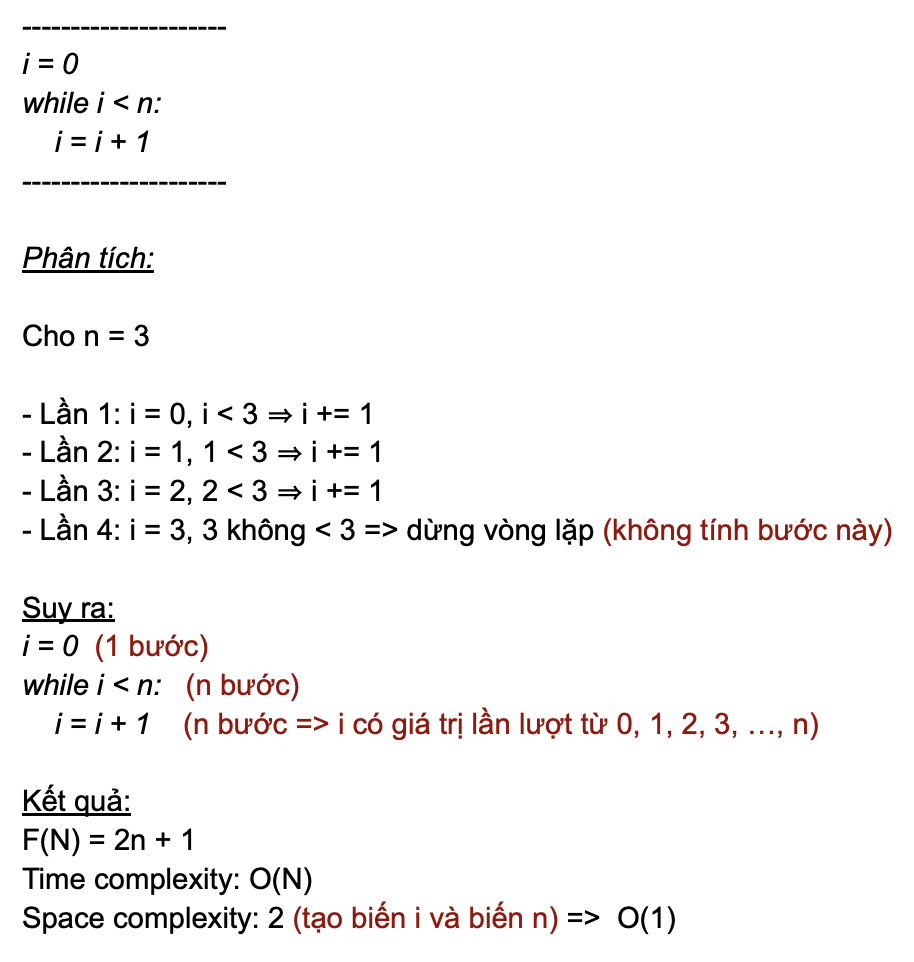 ---------------------
i = 0
while i < n:
i = i + 1
---------------------
Phân tích:
Cho n = 3
- Lần 1: i = 0, i < 3 ⇒ i += 1
- Lần 2: i = 1, 1 < 3 ⇒ i += 1
- Lần 3: i = 2, 2 < 3 ⇒ i += 1
- Lần 4: i = 3, 3 không < 3 => dừng vòng lặp (không tính bước này)
Suy ra:
i = 0 (1 bước)
while i < n: (n bước)
i = i + 1 (n bước => i có giá trị lần lượt từ 0, 1, 2, 3, …, n)
Kết quả:
F(N) = 2n + 1
Time complexity: O(N)
Space complexity: 2 (tạo biến i và biến n) => O(1)